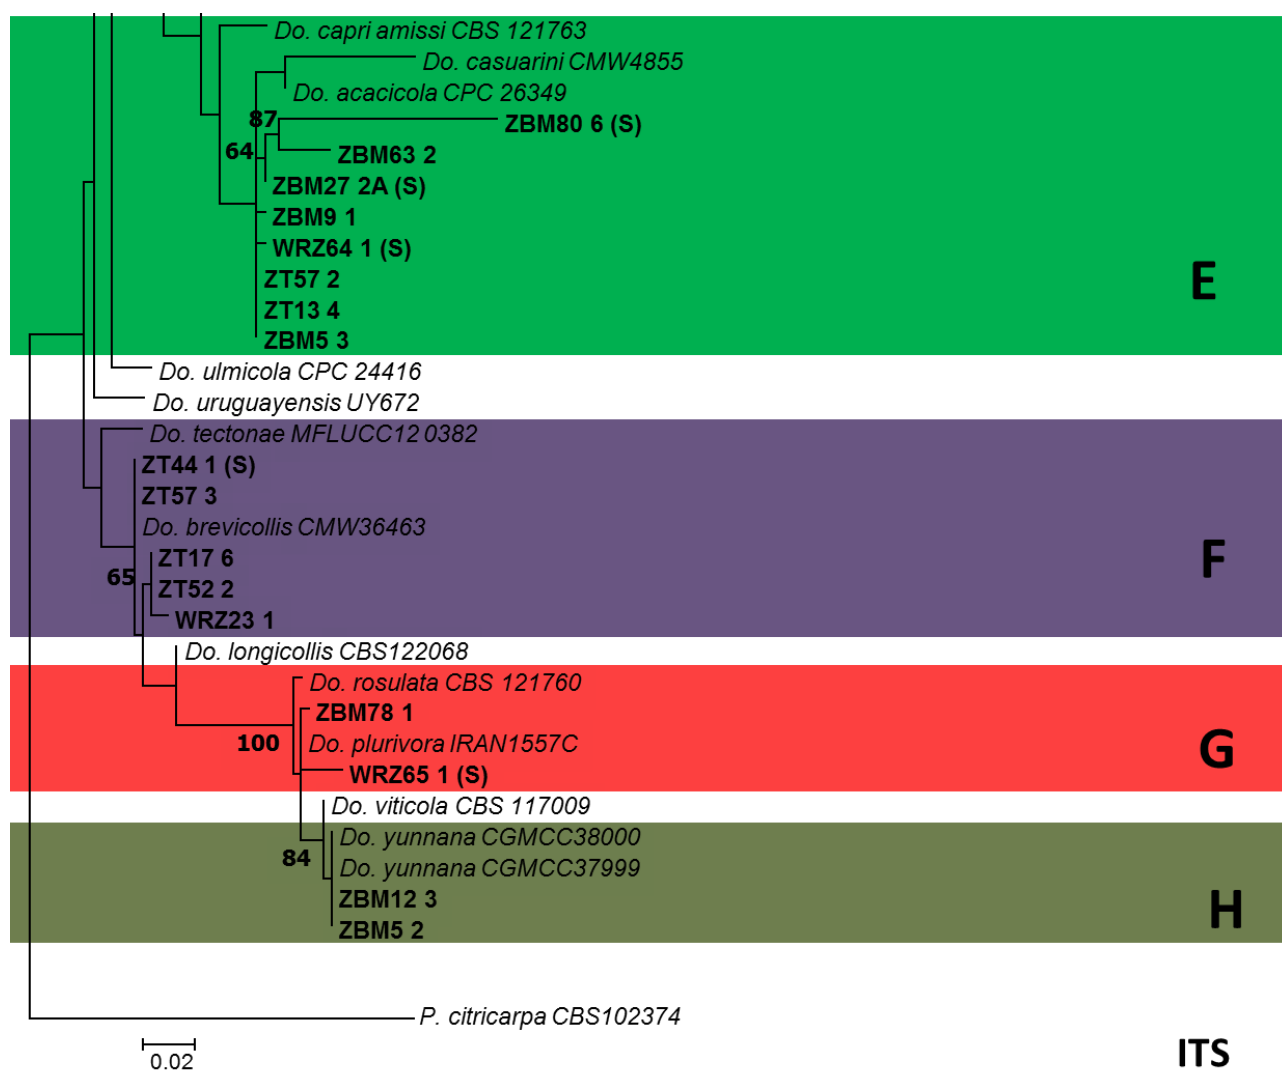 Do. capri amissi CBS 121763
Do. casuarini CMW4855
Do. acacicola CPC 26349
87
ZBM80 6 (S)
64
ZBM63 2
ZBM27 2A (S)
ZBM9 1
WRZ64 1 (S)
ZT57 2
E
ZT13 4
ZBM5 3
Do. ulmicola CPC 24416
Do. uruguayensis UY672
Do. tectonae MFLUCC12 0382
ZT44 1 (S)
ZT57 3
Do. brevicollis CMW36463
ZT17 6
F
65
ZT52 2
WRZ23 1
Do. longicollis CBS122068
Do. rosulata CBS 121760
ZBM78 1
100
Do. plurivora IRAN1557C
G
WRZ65 1 (S)
Do. viticola CBS 117009
Do. yunnana CGMCC38000
84
Do. yunnana CGMCC37999
ZBM12 3
H
ZBM5 2
P. citricarpa CBS102374
0.02
ITS